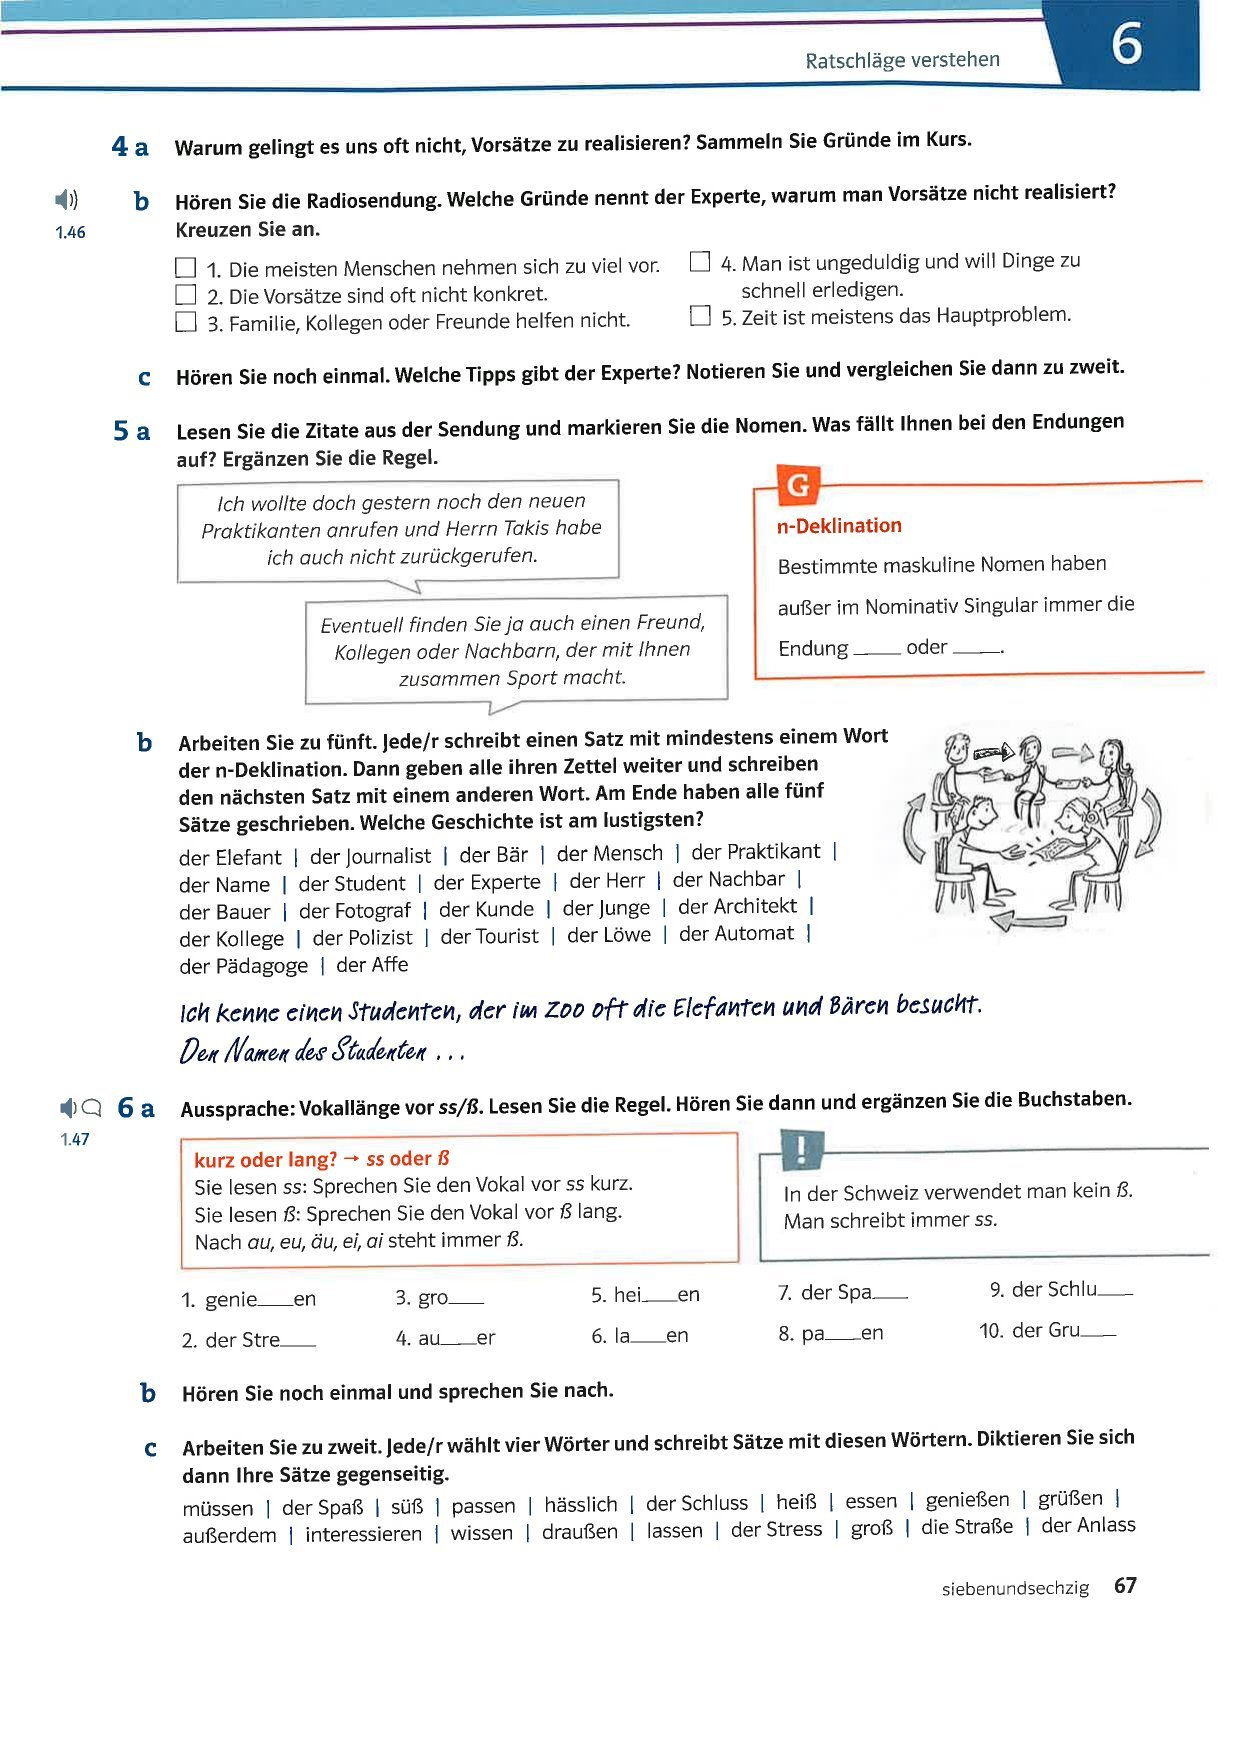 Ratschläge verstehen
6
4 a Warum gelingt es uns oft nicht, Vorsätze zu realisieren? Sammeln Sie Gründe im Kurs.
b Hören Sie die Radiosendung. Welche Gründe nennt der Experte, warum man Vorsätze nicht realisiert?
1.46
Kreuzen Sie an.
1. Die meisten Menschen nehmen sich zu viel vor.
2. Die Vorsätze sind oft nicht konkret.
3. Familie, Kollegen oder Freunde helfen nicht.
4. Man ist ungeduldig und will Dinge zu
schnell erledigen.
5. Zeit ist meistens das Hauptproblem.
c Hören Sie noch einmal. Welche Tipps gibt der Experte? Notieren Sie und vergleichen Sie dann zu zweit.
5 a Lesen Sie die Zitate aus der Sendung und markieren Sie die Nomen. Was fällt Ihnen bei den Endungen
auf? Ergänzen Sie die Regel.
Ich wollte doch gestern noch den neuen
Praktikanten anrufen und Herrn Takis habe
ich auch nicht zurückgerufen.
Eventuell finden Sie ja auch einen Freund,
Kollegen oder Nachbarn, der mit Ihnen
zusammen Sport macht.
G
n-Deklination
Bestimmte maskuline Nomen haben
außer im Nominativ Singular immer die
Endung ____ oder ____.
b Arbeiten Sie zu fünft. Jede/r schreibt einen Satz mit mindestens einem Wort
der n-Deklination. Dann geben alle ihren Zettel weiter und schreiben
den nächsten Satz mit einem anderen Wort. Am Ende haben alle fünf
Sätze geschrieben. Welche Geschichte ist am lustigsten?
der Elefant | der Journalist | der Bär | der Mensch | der Praktikant |
der Name | der Student | der Experte | der Herr | der Nachbar |
der Bauer | der Fotograf | der Kunde | der Junge | der Architekt |
der Kollege | der Polizist | der Tourist | der Löwe | der Automat |
der Pädagoge | der Affe
Ich kenne einen Studenten, der im Zoo oft die Elefanten und Bären besucht.
Den Namen des Studenten ...
6 a Aussprache: Vokallänge vor ss/ß. Lesen Sie die Regel. Hören Sie dann und ergänzen Sie die Buchstaben.
1.47
kurz oder lang? → ss oder ß
Sie lesen ss: Sprechen Sie den Vokal vor ss kurz.
Sie lesen ß: Sprechen Sie den Vokal vor ß lang.
Nach au, eu, äu, ei, ai steht immer ß.
!
In der Schweiz verwendet man kein ß.
Man schreibt immer ss.
1. genie___en 3. gro___ 5. hei___en 7. der Spa___ 9. der Schlu___
2. der Stre___ 4. au___er 6. la___en 8. pa___en 10. der Gru___
b Hören Sie noch einmal und sprechen Sie nach.
c Arbeiten Sie zu zweit. Jede/r wählt vier Wörter und schreibt Sätze mit diesen Wörtern. Diktieren Sie sich
dann Ihre Sätze gegenseitig.
müssen | der Spaß | süß | passen | hässlich | der Schluss | heiß | essen | genießen | grüßen |
außerdem | interessieren | wissen | draußen | lassen | der Stress | groß | die Straße | der Anlass
siebenundsechzig 67